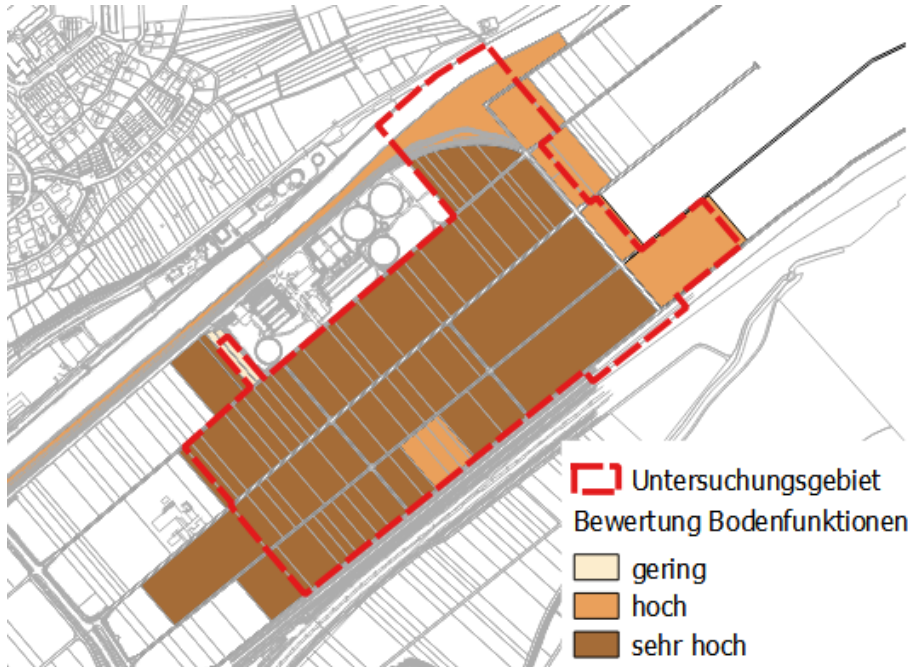 Untersuchungsgebiet
Bewertung Bodenfunktionen
gering
hoch
sehr hoch